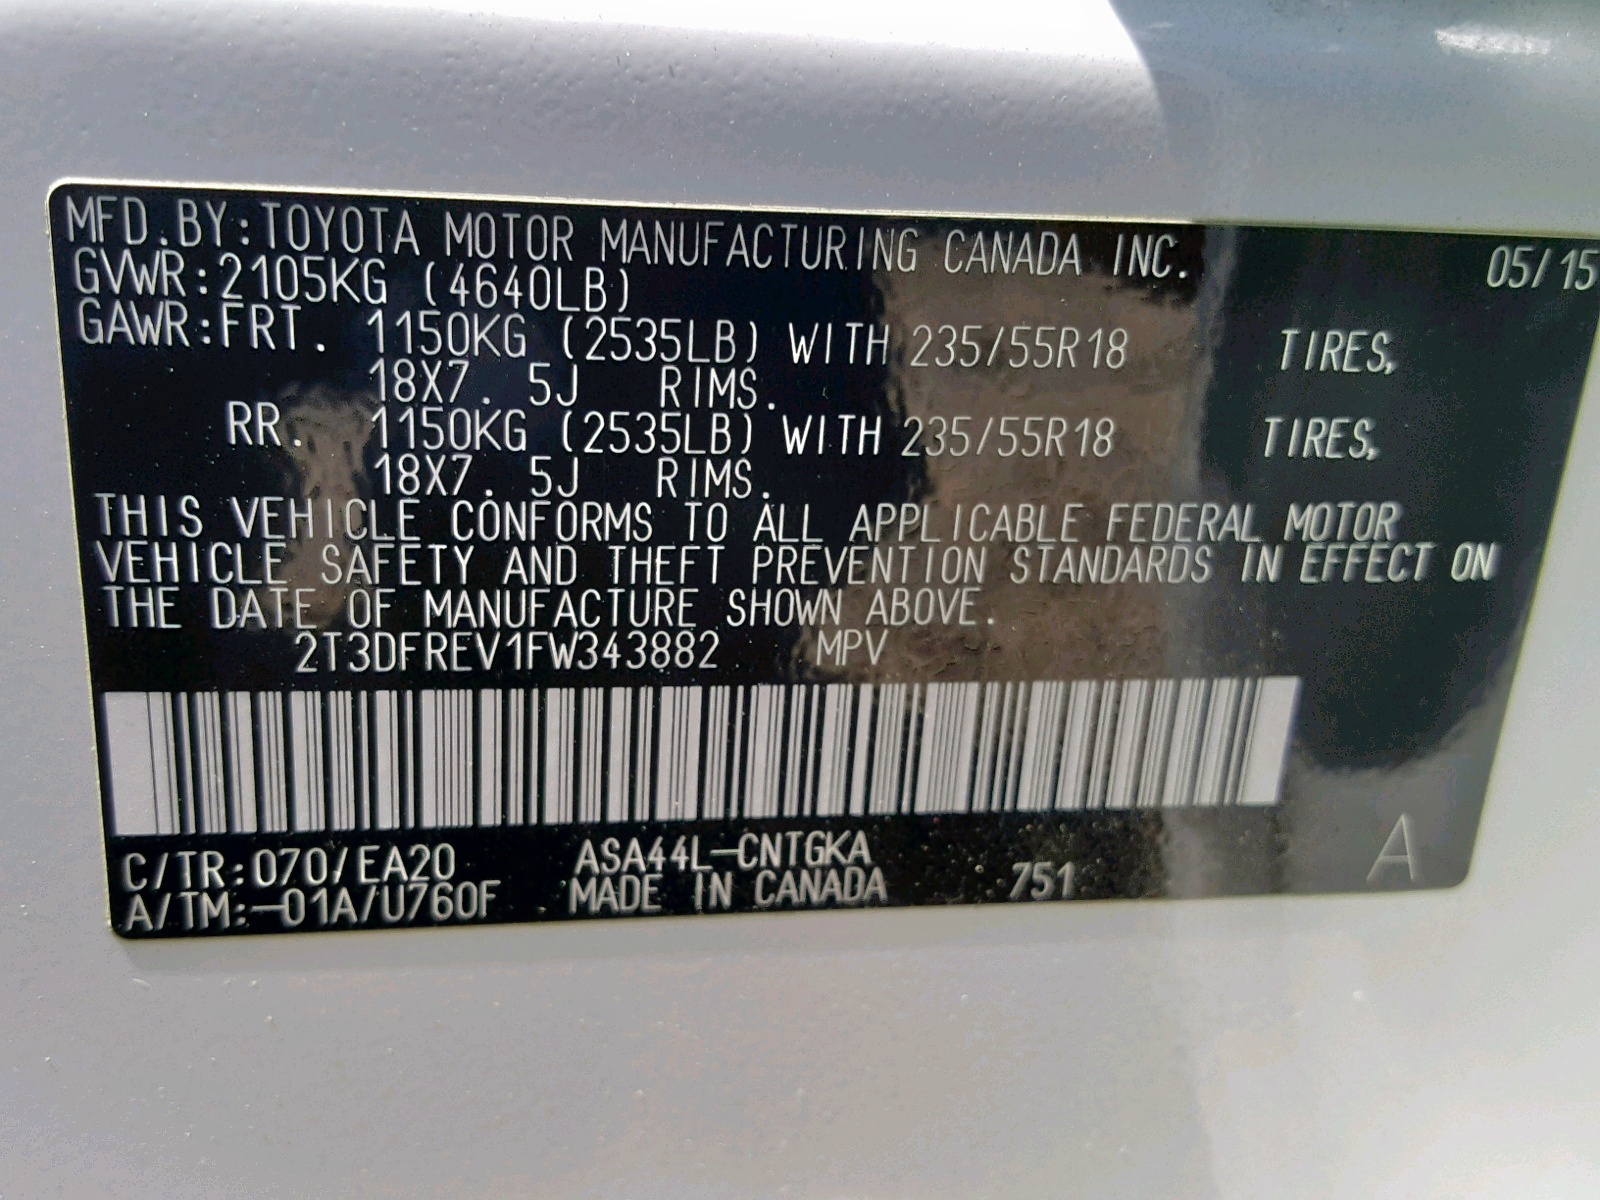 MFD.BY:TOYOTA MOTOR MANUFACTURING CANADA INC. 05/15
GVWR:2105KG (4640LB)
GAWR:FRT. 1150KG (2535LB) WITH 235/55R18 TIRES,
18X7. 5J RIMS.
RR. 1150KG (2535LB) WITH 235/55R18 TIRES,
18X7. 5J RIMS.
THIS VEHICLE CONFORMS TO ALL APPLICABLE FEDERAL MOTOR
VEHICLE SAFETY AND THEFT PREVENTION STANDARDS IN EFFECT ON
THE DATE OF MANUFACTURE SHOWN ABOVE.
2T3DFREV1FW343882 MPV
C/TR:070/EA20 ASA44L-CNTGKA
A/TM:-01A/U760F MADE IN CANADA 751 A